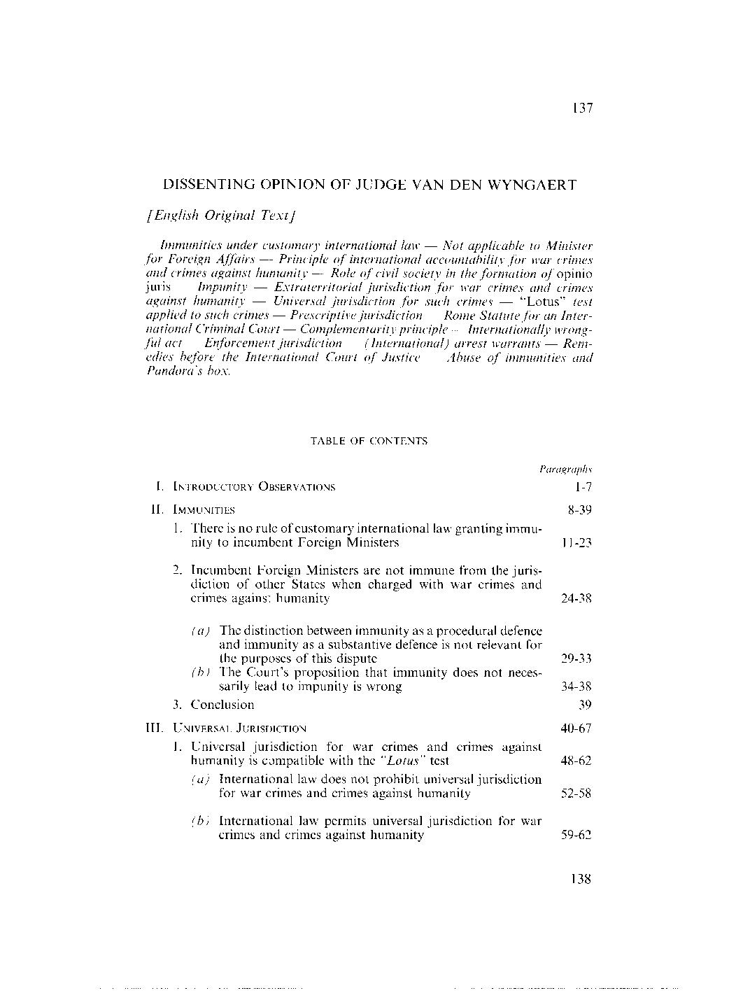 137
DISSENTING OPINION OF JUDGE VAN DEN WYNGAERT
[English Original Text]
Immunities under customary international law — Not applicable to Minister
for Foreign Affairs — Principle of international accountability for war crimes
and crimes against humanity — Role of civil society in the formation of opinio
juris Impunity — Extraterritorial jurisdiction for war crimes and crimes
against humanity — Universal jurisdiction for such crimes — “Lotus” test
applied to such crimes — Prescriptive jurisdiction Rome Statute for an Inter-
national Criminal Court — Complementarity principle – Internationally wrong-
ful act Enforcement jurisdiction (International) arrest warrants — Rem-
edies before the International Court of Justice Abuse of immunities and
Pandora's box.
TABLE OF CONTENTS
Paragraphs
I. INTRODUCTORY OBSERVATIONS 1-7
II. IMMUNITIES 8-39
1. There is no rule of customary international law granting immu-
nity to incumbent Foreign Ministers 11-23
2. Incumbent Foreign Ministers are not immune from the juris-
diction of other States when charged with war crimes and
crimes against humanity 24-38
(a) The distinction between immunity as a procedural defence
and immunity as a substantive defence is not relevant for
the purposes of this dispute 29-33
(b) The Court's proposition that immunity does not neces-
sarily lead to impunity is wrong 34-38
3. Conclusion 39
III. UNIVERSAL JURISDICTION 40-67
1. Universal jurisdiction for war crimes and crimes against
humanity is compatible with the “Lotus” test 48-62
(a) International law does not prohibit universal jurisdiction
for war crimes and crimes against humanity 52-58
(b) International law permits universal jurisdiction for war
crimes and crimes against humanity 59-62
138